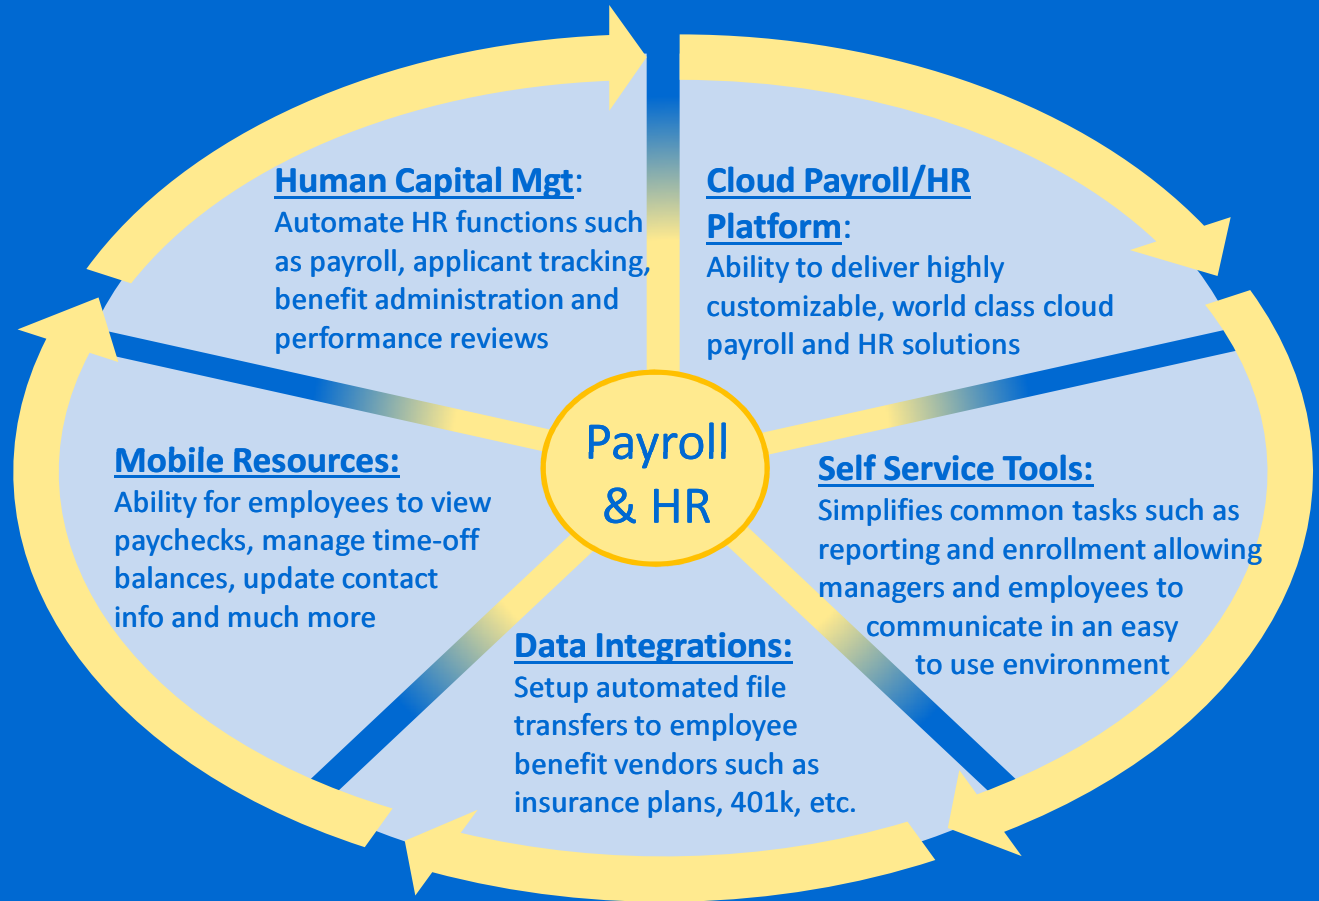 Human Capital Mgt:
Automate HR functions such
as payroll, applicant tracking,
benefit administration and
performance reviews
Cloud Payroll/HR
Platform:
Ability to deliver highly
customizable, world class cloud
payroll and HR solutions
Payroll
& HR
Mobile Resources:
Ability for employees to view
paychecks, manage time-off
balances, update contact
info and much more
Self Service Tools:
Simplifies common tasks such as
reporting and enrollment allowing
managers and employees to
communicate in an easy
to use environment
Data Integrations:
Setup automated file
transfers to employee
benefit vendors such as
insurance plans, 401k, etc.